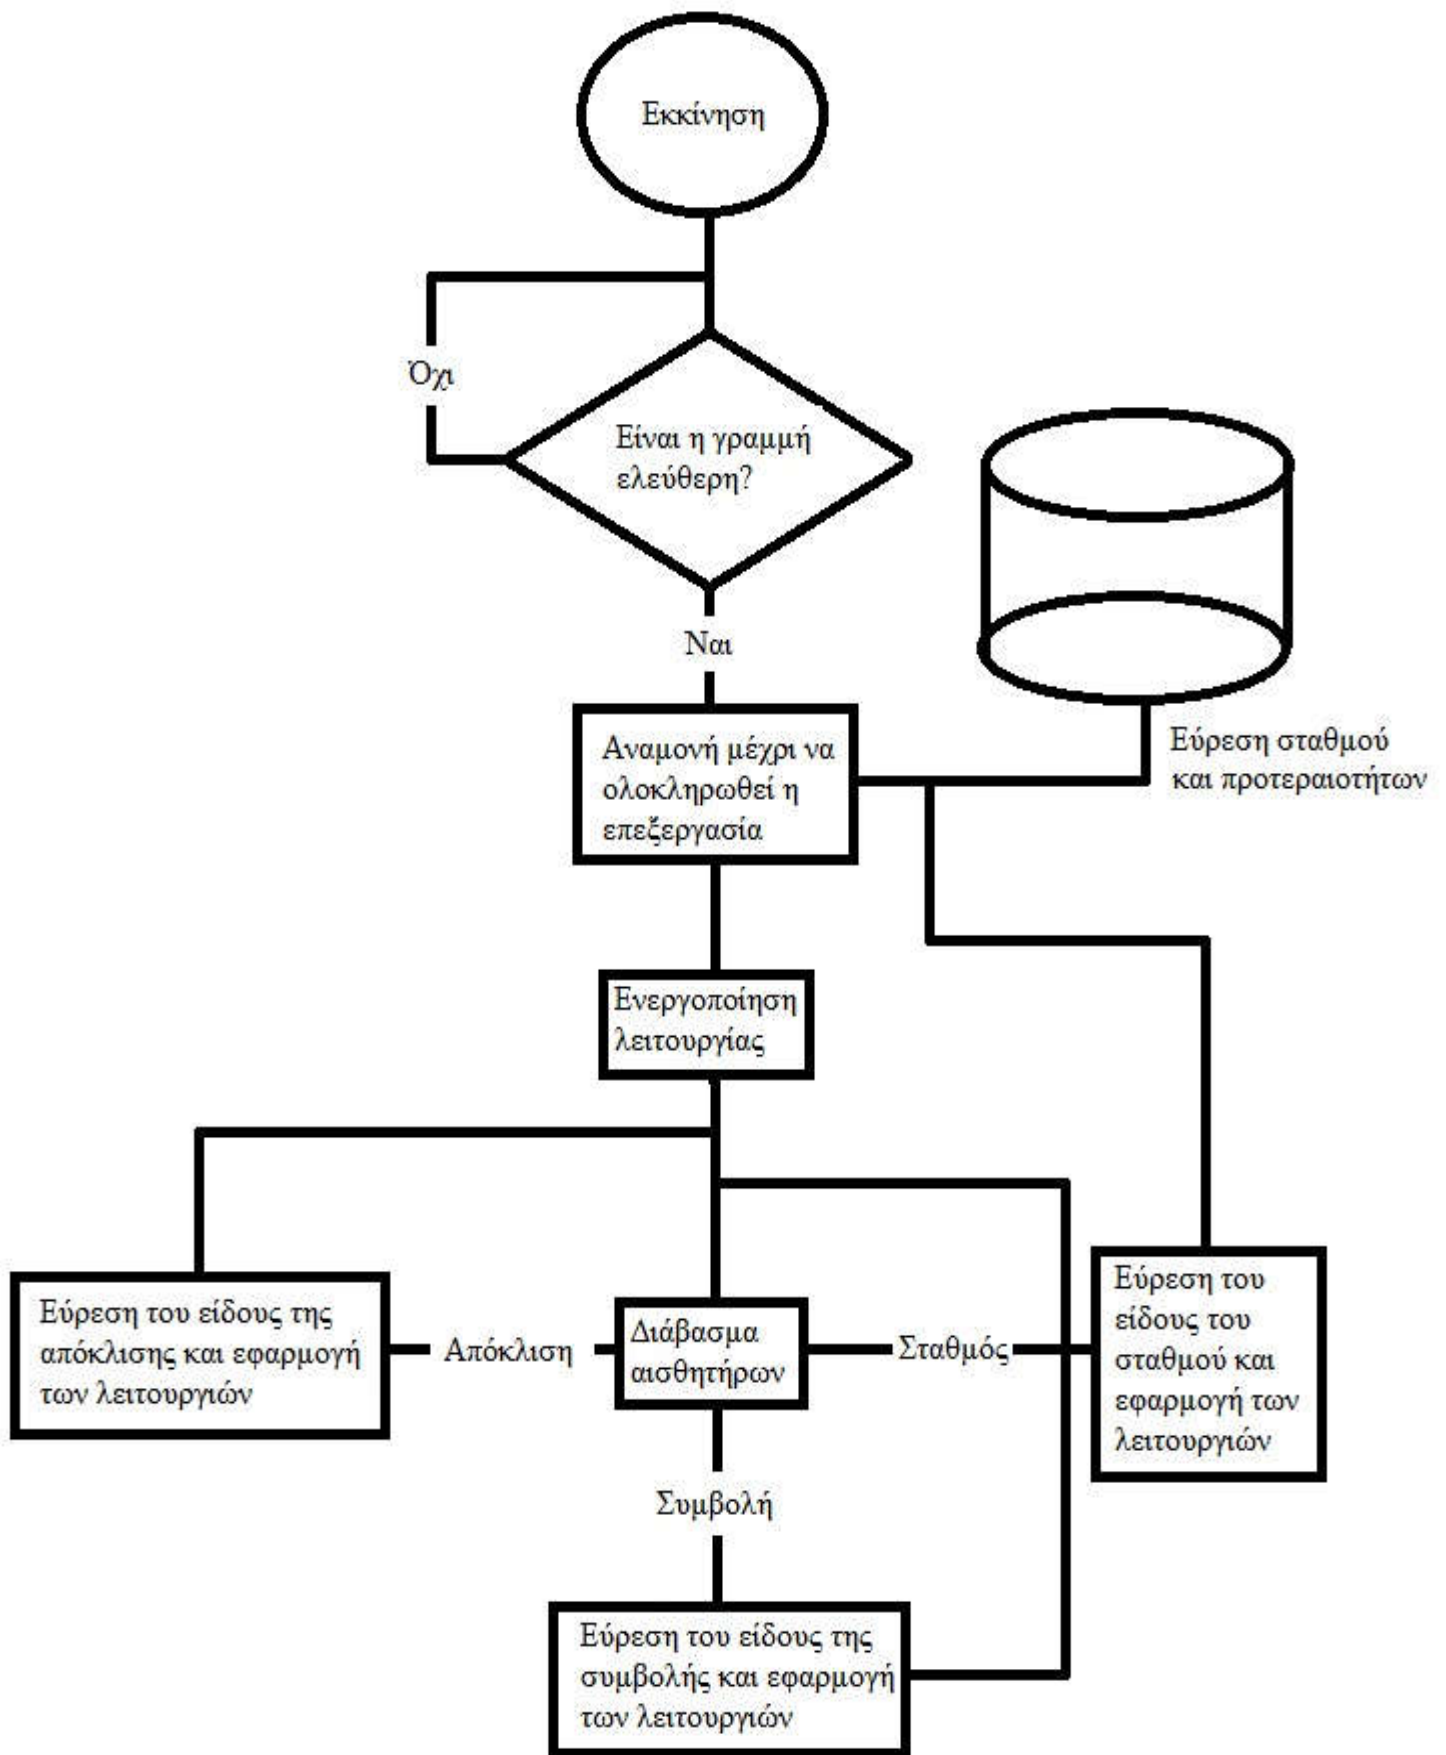 Εκκίνηση
Όχι
Είναι η γραμμή
ελεύθερη?
Ναι
Αναμονή μέχρι να
ολοκληρωθεί η
επεξεργασία
Εύρεση σταθμού
και προτεραιοτήτων
Ενεργοποίηση
λειτουργίας
Εύρεση του είδους της
απόκλισης και εφαρμογή
των λειτουργιών
Απόκλιση
Διάβασμα
αισθητήρων
Σταθμός
Εύρεση του
είδους του
σταθμού και
εφαρμογή των
λειτουργιών
Συμβολή
Εύρεση του είδους της
συμβολής και εφαρμογή
των λειτουργιών